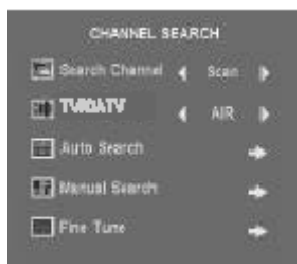 CHANNEL SEARCH
Search Channel Scan
AIR
Auto Search
Manual Search
Fine Tune